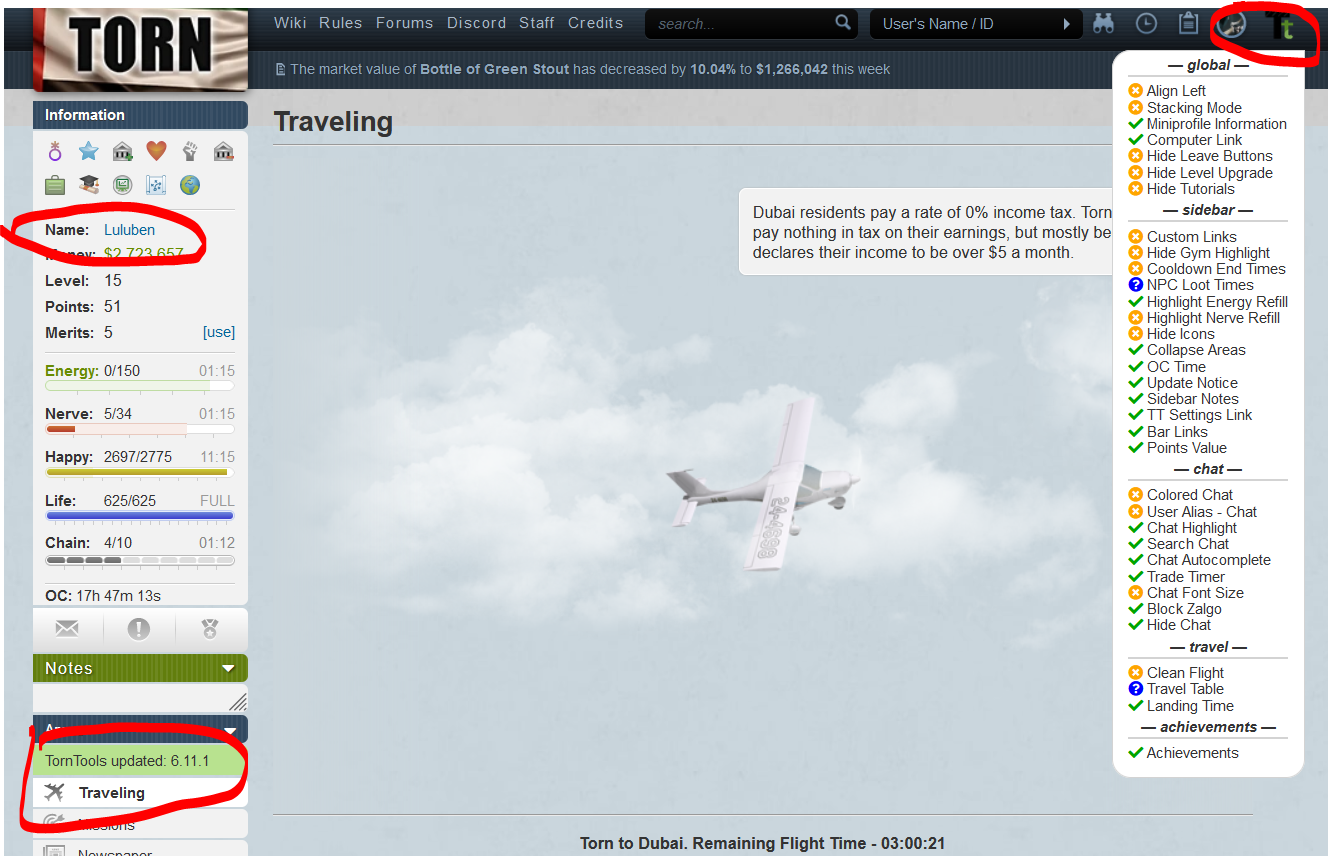 TORN
Wiki Rules Forums Discord Staff Credits
search...
User's Name / ID
Tt
The market value of Bottle of Green Stout has decreased by 10.04% to $1,266,042 this week
Information
Name: Luluben
Money: $2,723,657
Level: 15
Points: 51
Merits: 5 [use]
Energy: 0/150 01:15
Nerve: 5/34 01:15
Happy: 2697/2775 11:15
Life: 625/625 FULL
Chain: 4/10 01:12
OC: 17h 47m 13s
Notes
TornTools updated: 6.11.1
Traveling
Missions
Newspaper
Traveling
Dubai residents pay a rate of 0% income tax. Torn
pay nothing in tax on their earnings, but mostly be
declares their income to be over $5 a month.
24-4899
Torn to Dubai. Remaining Flight Time - 03:00:21
— global —
Align Left
Stacking Mode
Miniprofile Information
Computer Link
Hide Leave Buttons
Hide Level Upgrade
Hide Tutorials
— sidebar —
Custom Links
Hide Gym Highlight
Cooldown End Times
NPC Loot Times
Highlight Energy Refill
Highlight Nerve Refill
Hide Icons
Collapse Areas
OC Time
Update Notice
Sidebar Notes
TT Settings Link
Bar Links
Points Value
— chat —
Colored Chat
User Alias - Chat
Chat Highlight
Search Chat
Chat Autocomplete
Trade Timer
Chat Font Size
Block Zalgo
Hide Chat
— travel —
Clean Flight
Travel Table
Landing Time
— achievements —
Achievements